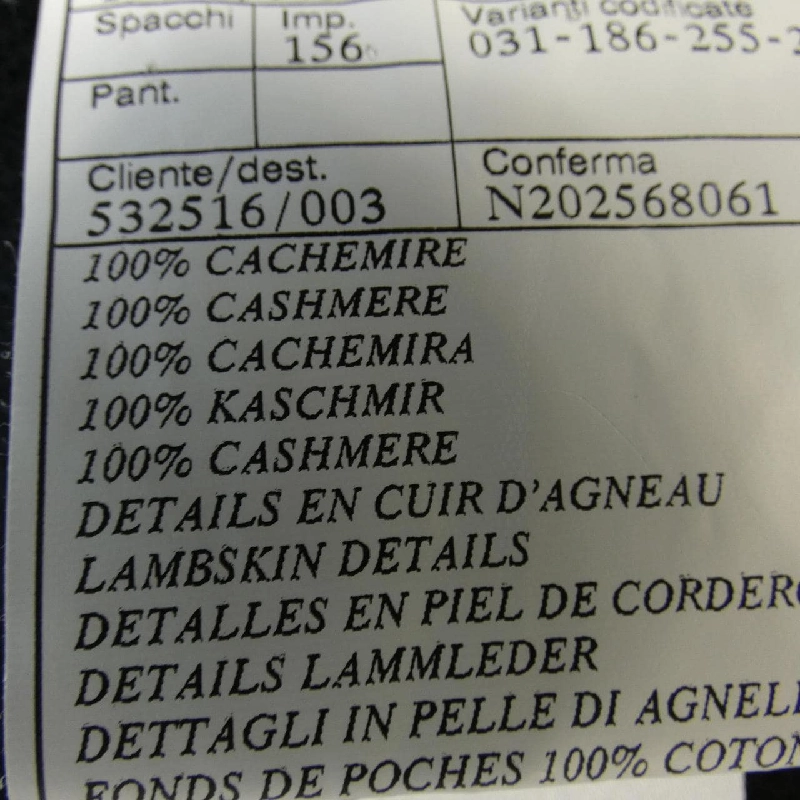 Spacchi Imp. Varianti codificate
156 031-186-255-2
Pant.
Cliente/dest. Conferma
532516/003 N202568061
100% CACHEMIRE
100% CASHMERE
100% CACHEMIRA
100% KASCHMIR
100% CASHMERE
DETAILS EN CUIR D'AGNEAU
LAMBSKIN DETAILS
DETALLES EN PIEL DE CORDERO
DETAILS LAMMLEDER
DETTAGLI IN PELLE DI AGNEL
FONDS DE POCHES 100% COTON